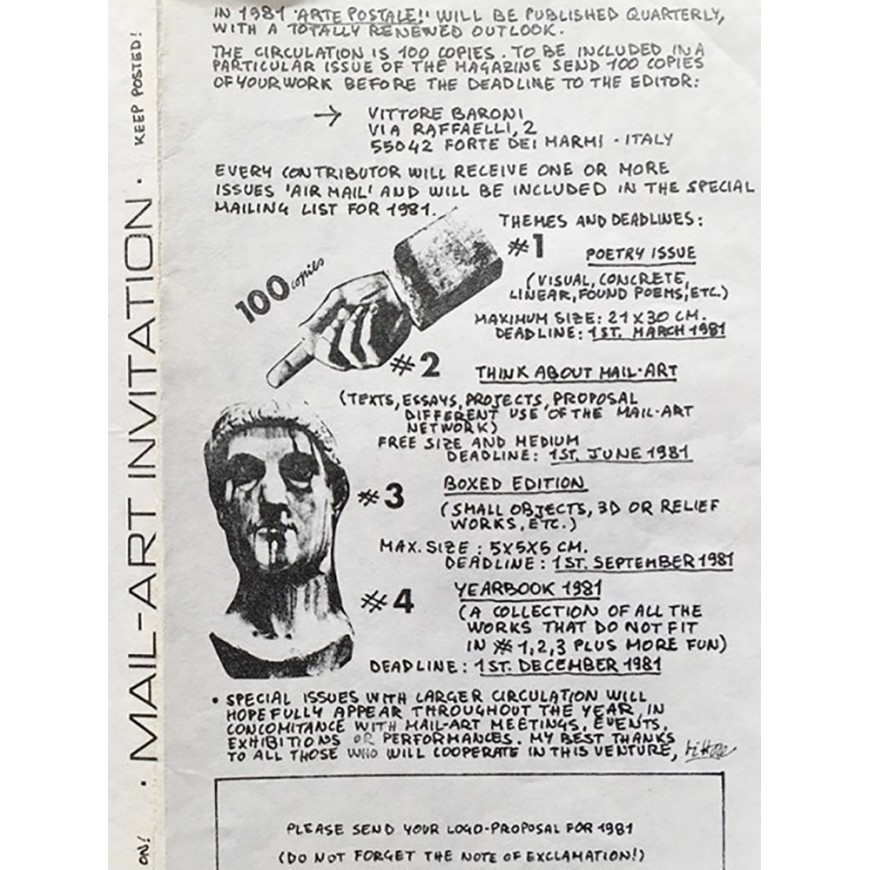 IN 1981 'ARTE POSTALE!' WILL BE PUBLISHED QUARTERLY,
WITH A TOTALLY RENEWED OUTLOOK.
THE CIRCULATION IS 100 COPIES. TO BE INCLUDED IN A
PARTICULAR ISSUE OF THE MAGAZINE SEND 100 COPIES
OF YOUR WORK BEFORE THE DEADLINE TO THE EDITOR:
→ VITTORE BARONI
VIA RAFFAELLI, 2
55042 FORTE DEI MARMI - ITALY
EVERY CONTRIBUTOR WILL RECEIVE ONE OR MORE
ISSUES 'AIR MAIL' AND WILL BE INCLUDED IN THE SPECIAL
MAILING LIST FOR 1981.
THEMES AND DEADLINES:
100 copies
#1 POETRY ISSUE
(VISUAL, CONCRETE,
LINEAR, FOUND POEMS, ETC.)
MAXIMUM SIZE: 21 X 30 CM.
DEADLINE: 1ST. MARCH 1981
#2 THINK ABOUT MAIL-ART
(TEXTS, ESSAYS, PROJECTS, PROPOSAL
DIFFERENT USE OF THE MAIL-ART
NETWORK)
FREE SIZE AND MEDIUM
DEADLINE: 1ST. JUNE 1981
#3 BOXED EDITION
(SMALL OBJECTS, 3D OR RELIEF
WORKS, ETC.)
MAX. SIZE: 5X5X5 CM.
DEADLINE: 1ST. SEPTEMBER 1981
#4 YEARBOOK 1981
(A COLLECTION OF ALL THE
WORKS THAT DO NOT FIT
IN # 1,2,3 PLUS MORE FUN)
DEADLINE: 1ST. DECEMBER 1981
• SPECIAL ISSUES WITH LARGER CIRCULATION WILL
HOPEFULLY APPEAR THROUGHOUT THE YEAR, IN
CONCOMITANCE WITH MAIL-ART MEETINGS, EVENTS,
EXHIBITIONS OR PERFORMANCES. MY BEST THANKS
TO ALL THOSE WHO WILL COOPERATE IN THIS VENTURE, Vittore
PLEASE SEND YOUR LOGO-PROPOSAL FOR 1981
(DO NOT FORGET THE NOTE OF EXCLAMATION!)
ON! • MAIL-ART INVITATION • KEEP POSTED!